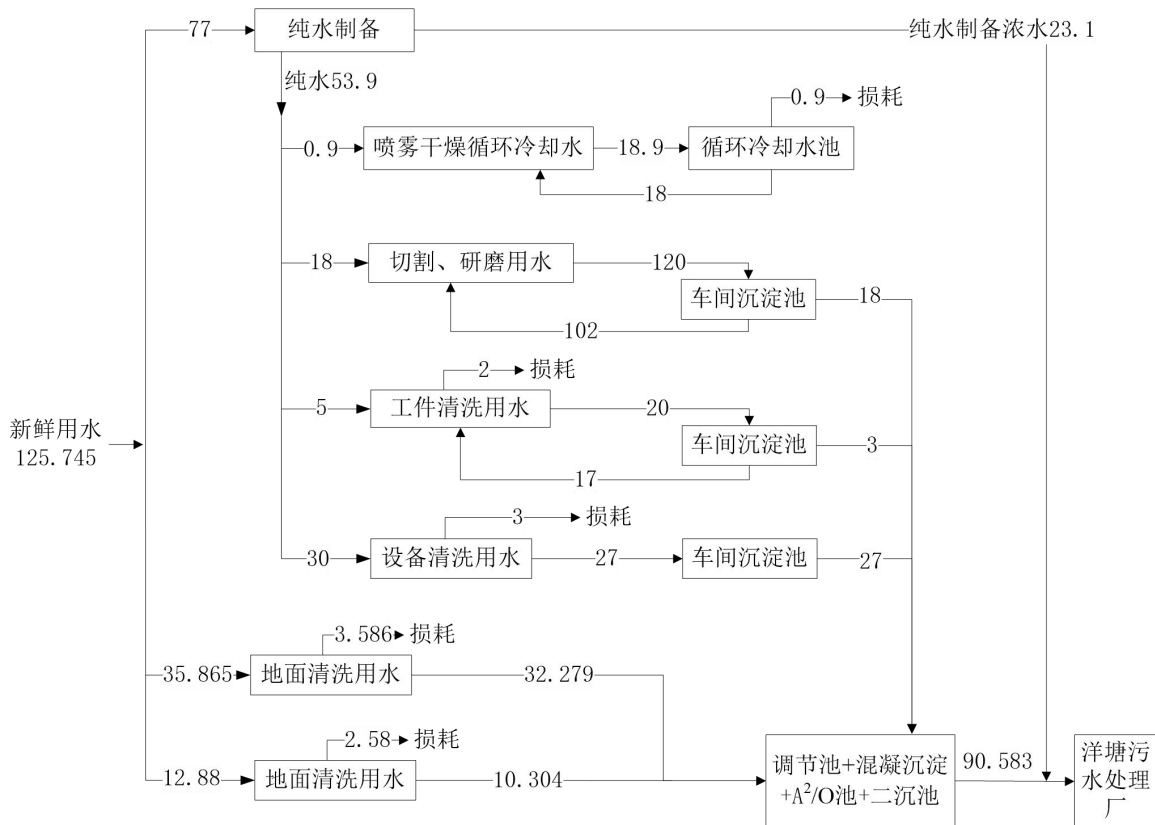 77
纯水制备
纯水制备浓水23.1
纯水53.9
0.9
损耗
0.9
喷雾干燥循环冷却水
18.9
循环冷却水池
18
18
切割、研磨用水
120
车间沉淀池
18
102
2
损耗
5
工件清洗用水
20
车间沉淀池
3
17
新鲜用水
125.745
3
损耗
30
设备清洗用水
27
车间沉淀池
27
3.586
损耗
35.865
地面清洗用水
32.279
2.58
损耗
12.88
地面清洗用水
10.304
调节池+混凝沉淀
+A²/O池+二沉池
90.583
洋塘污
水处理
厂